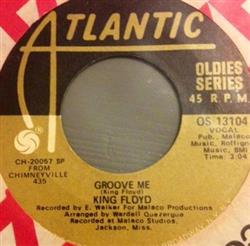 ATLANTIC
OLDIES
SERIES
45 R.P.M.
OS 13104
VOCAL
Pub., Malaco
Music, Roffignac
Music, BMI
Time: 3:04
CH-20057 SP
FROM
CHIMNEYVILLE
435
GROOVE ME
(King Floyd)
KING FLOYD
Recorded by E. Walker For Malaco Productions
Arranged by Wardell Quezergue
Recorded at Malaco Studios,
Jackson, Miss.